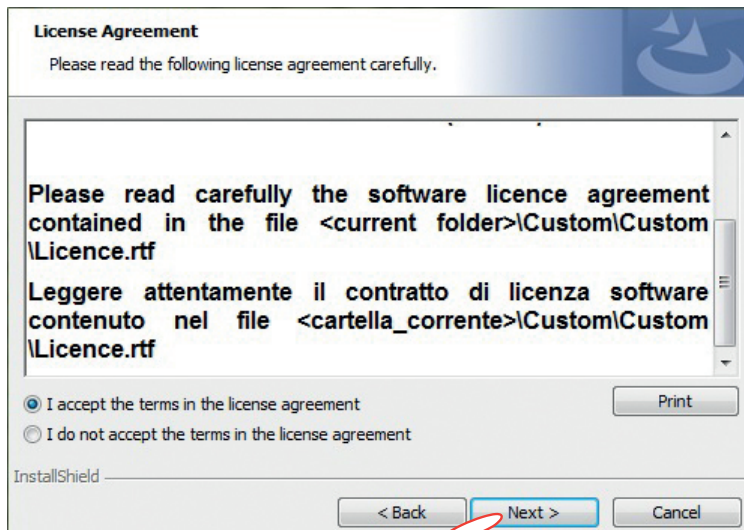 License Agreement
Please read the following license agreement carefully.
Please read carefully the software licence agreement
contained in the file <current folder>\Custom\Custom
\Licence.rtf
Leggere attentamente il contratto di licenza software
contenuto nel file <cartella_corrente>\Custom\Custom
\Licence.rtf
I accept the terms in the license agreement
Print
I do not accept the terms in the license agreement
InstallShield
< Back
Next >
Cancel